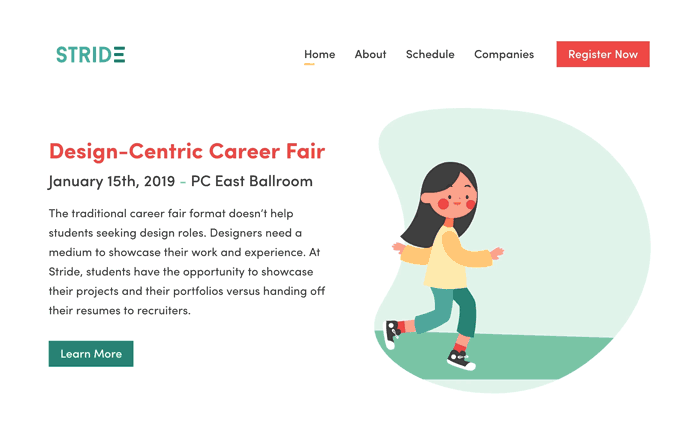 STRIDE
Home About Schedule Companies Register Now
Design-Centric Career Fair
January 15th, 2019 - PC East Ballroom
The traditional career fair format doesn't help
students seeking design roles. Designers need a
medium to showcase their work and experience. At
Stride, students have the opportunity to showcase
their projects and their portfolios versus handing off
their resumes to recruiters.
Learn More